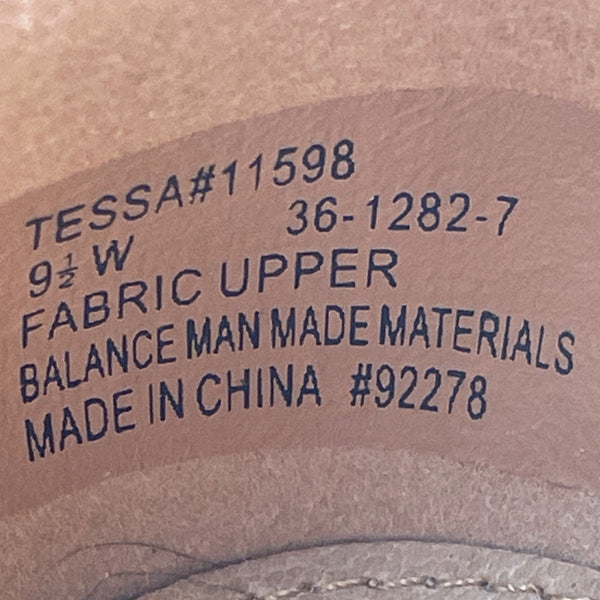 TESSA#11598
36-1282-7
9½ W
FABRIC UPPER
BALANCE MAN MADE MATERIALS
MADE IN CHINA #92278